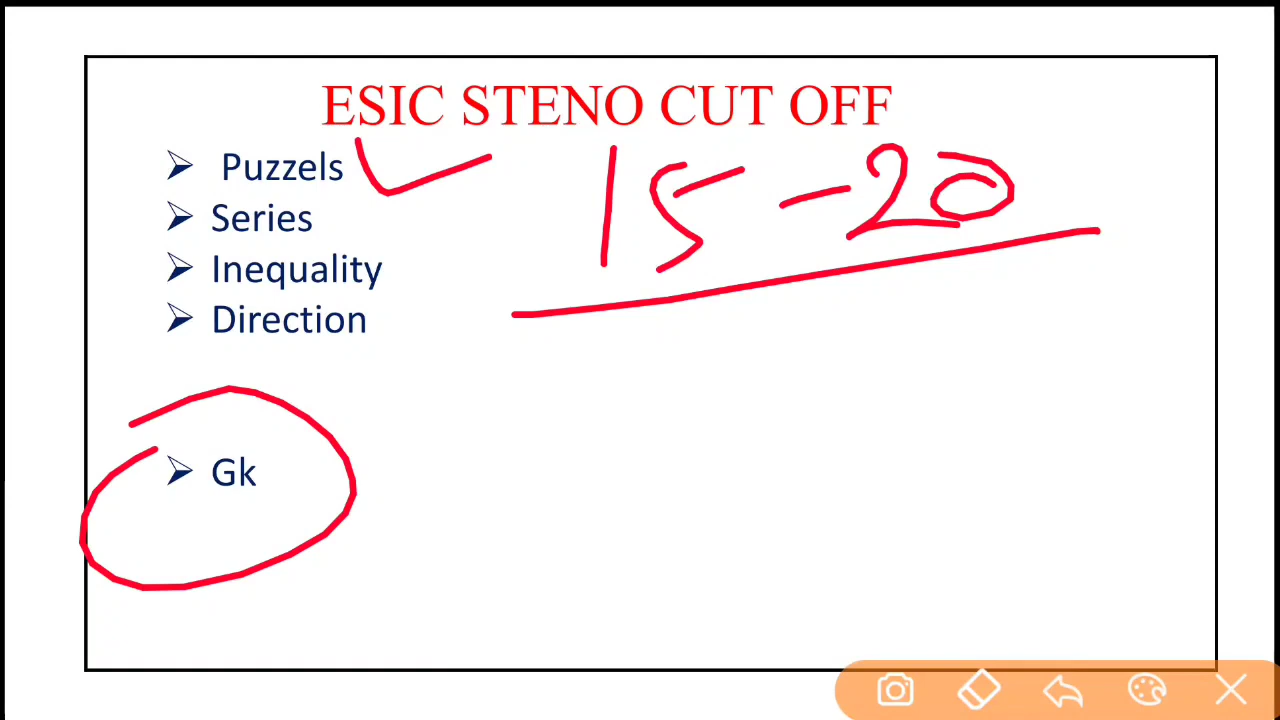 ESIC STENO CUT OFF
➢ Puzzels
15-20
➢ Series
➢ Inequality
➢ Direction
➢ Gk